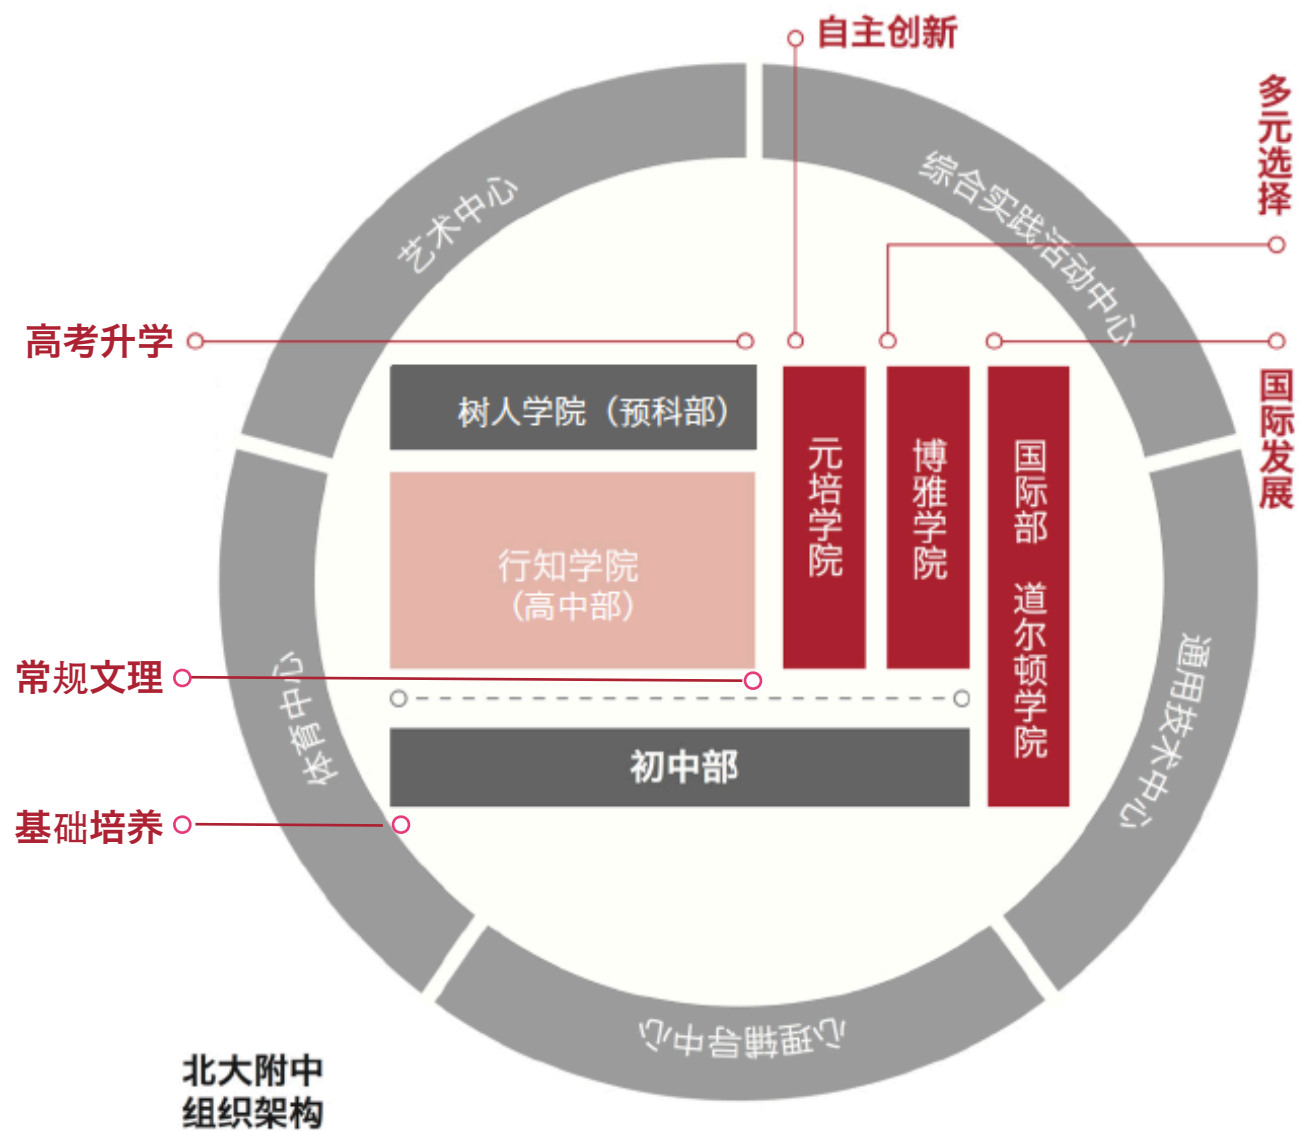 自主创新
多元选择
艺术中心
综合实践活动中心
高考升学
国际发展
树人学院（预科部）
元培学院
博雅学院
国际部 道尔顿学院
行知学院
（高中部）
常规文理
体育中心
通用技术中心
初中部
基础培养
心理辅导中心
北大附中
组织架构